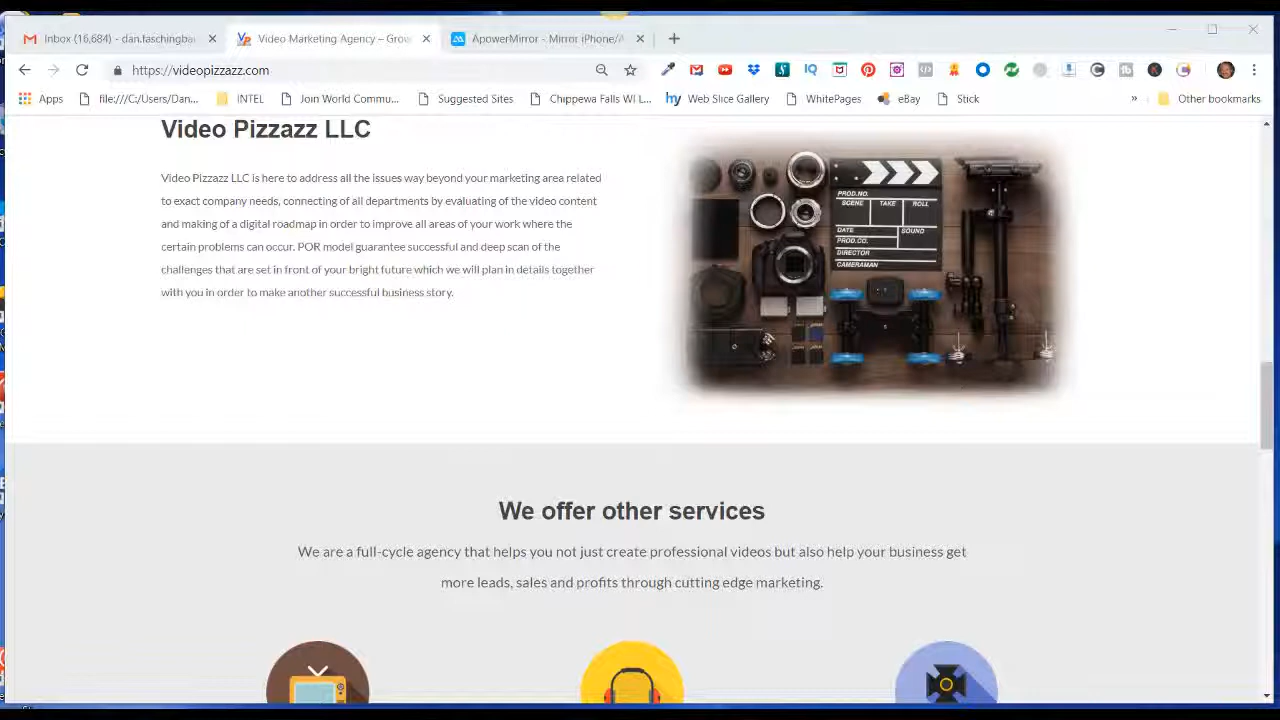 Inbox (16,684) - dan.faschingba
Video Marketing Agency – Grow
ApowerMirror - Mirror iPhone/A
https://videopizzazz.com
Apps
file:///C:/Users/Dan...
INTEL
Join World Commu...
Suggested Sites
Chippewa Falls WI L...
hy Web Slice Gallery
WhitePages
eBay
Stick
»
Other bookmarks
Video Pizzazz LLC
Video Pizzazz LLC is here to address all the issues way beyond your marketing area related
to exact company needs, connecting of all departments by evaluating of the video content
and making of a digital roadmap in order to improve all areas of your work where the
certain problems can occur. POR model guarantee successful and deep scan of the
challenges that are set in front of your bright future which we will plan in details together
with you in order to make another successful business story.
PROD.NO.
SCENE TAKE ROLL
DATE SOUND
PROD.CO.
DIRECTOR
CAMERAMAN
We offer other services
We are a full-cycle agency that helps you not just create professional videos but also help your business get
more leads, sales and profits through cutting edge marketing.